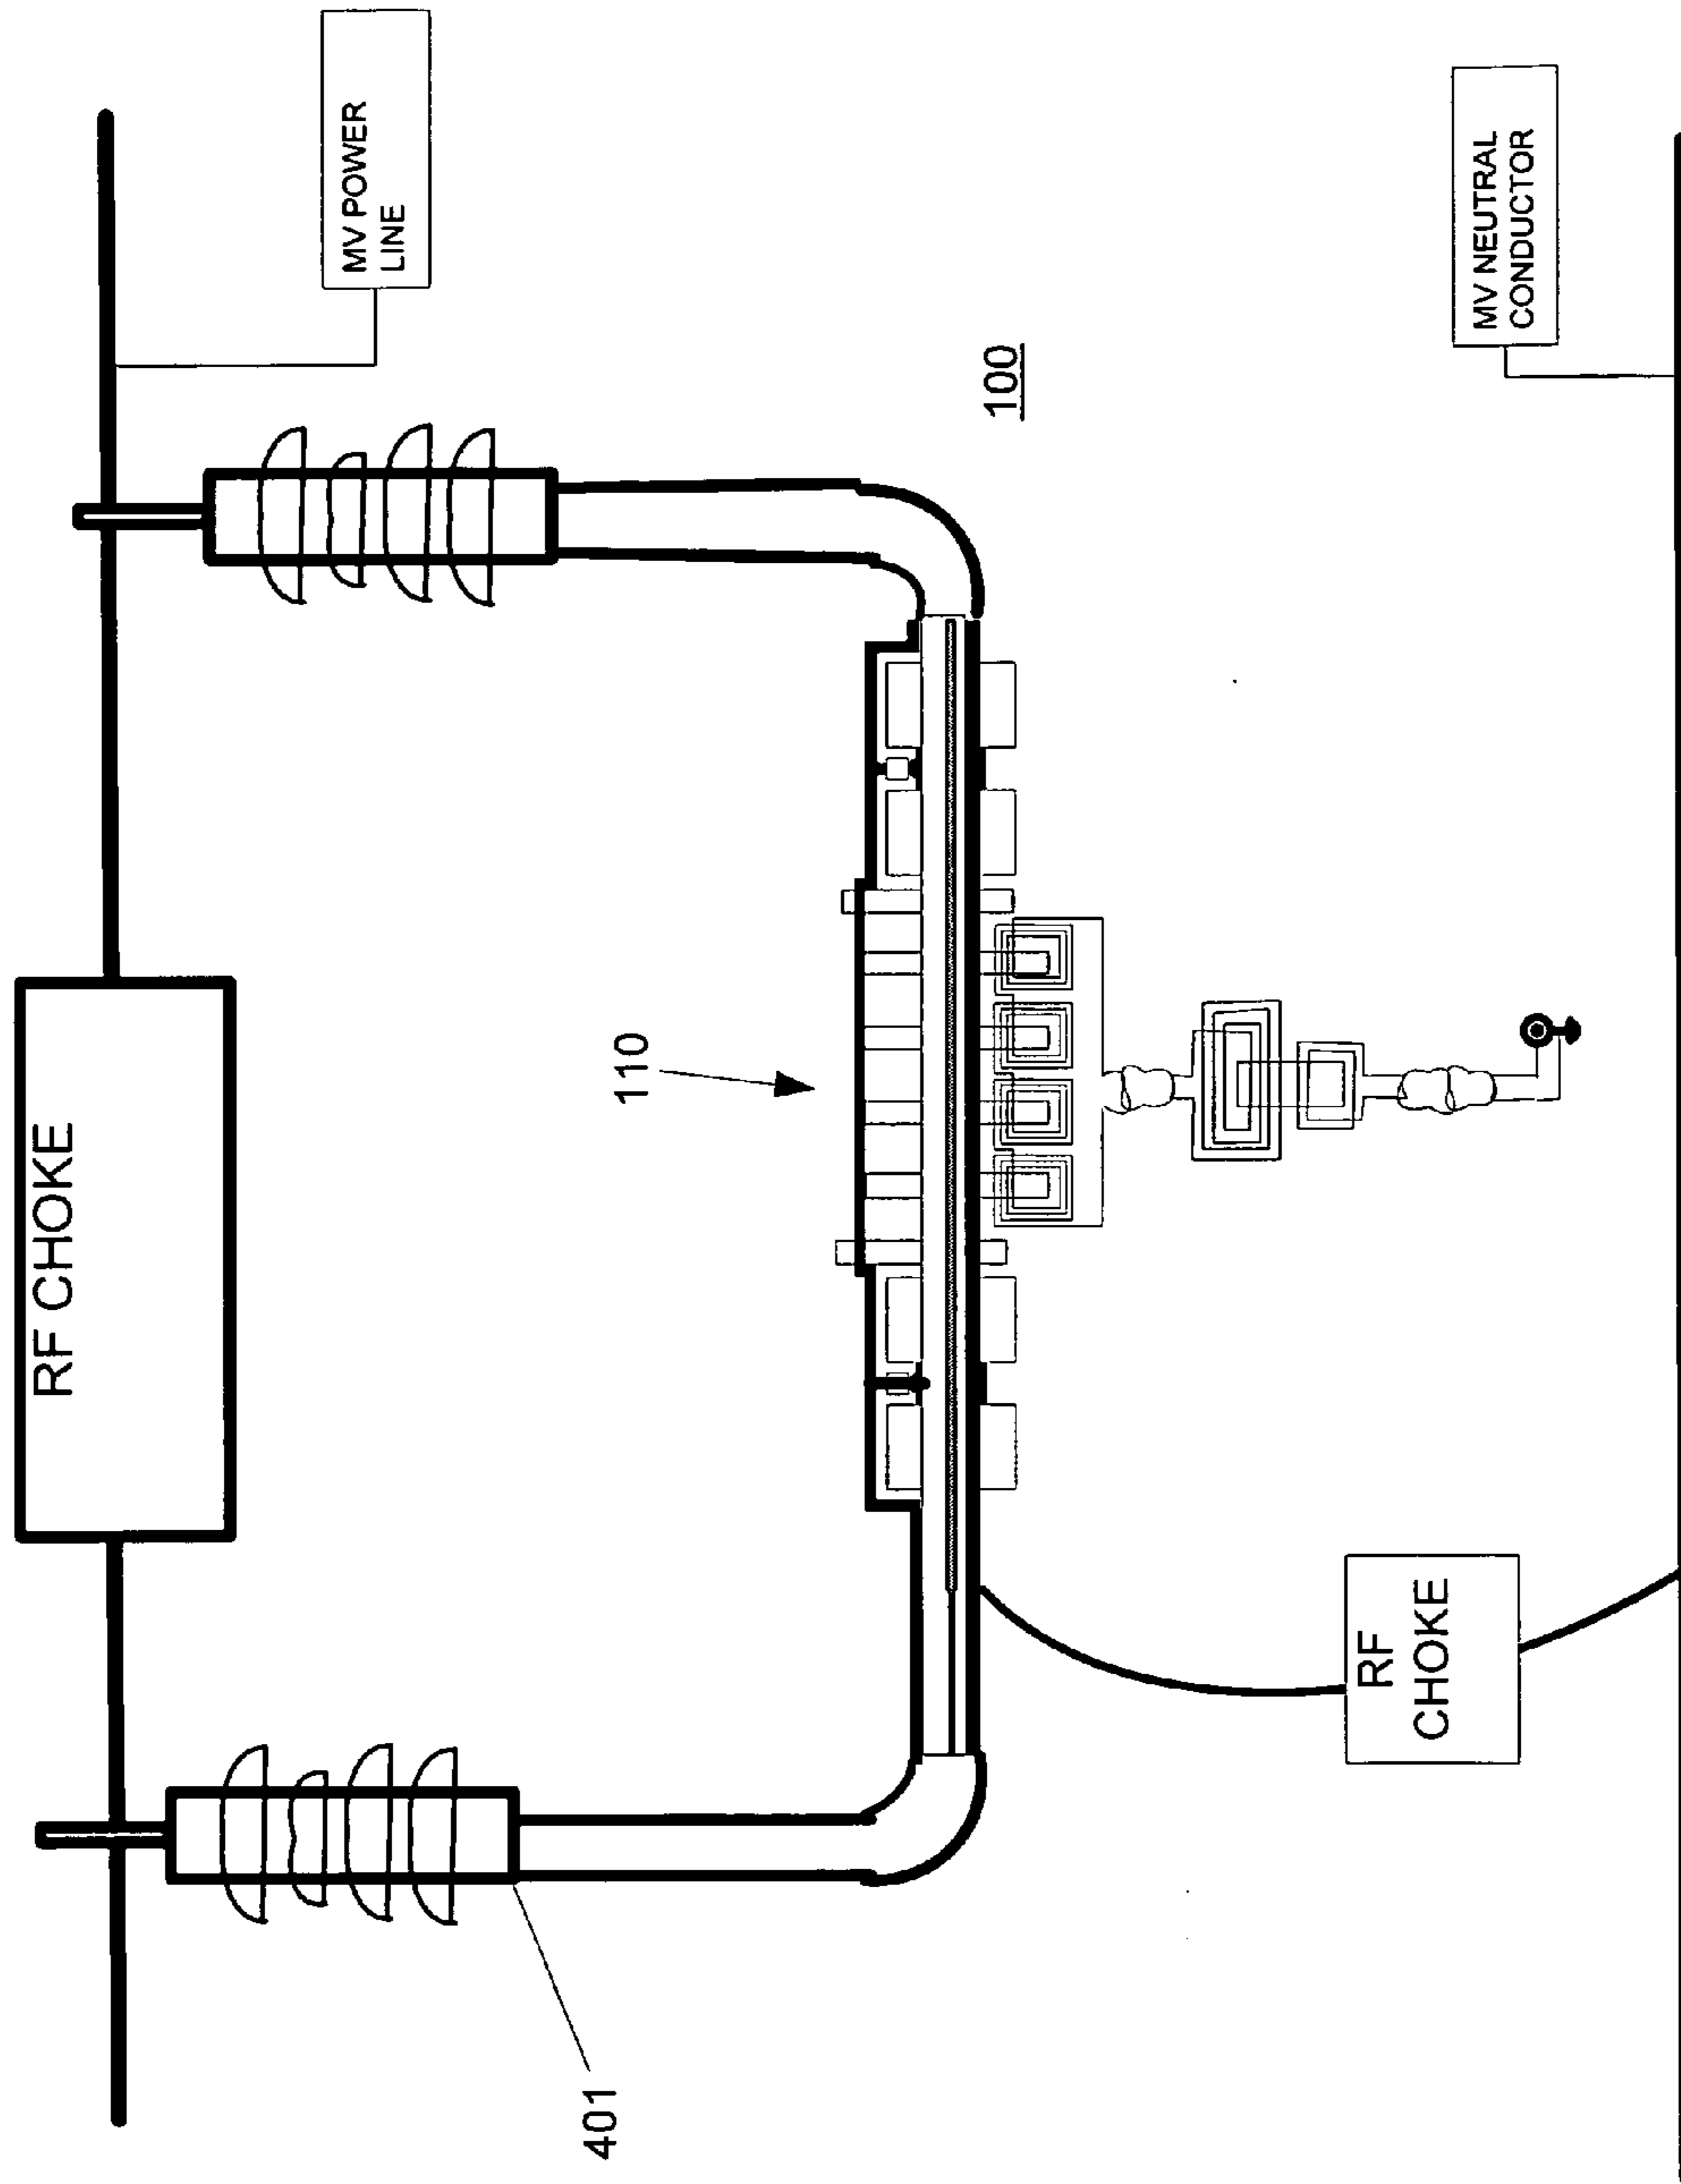 RF CHOKE
MV POWER
LINE
110
100
401
RF
CHOKE
MV NEUTRAL
CONDUCTOR